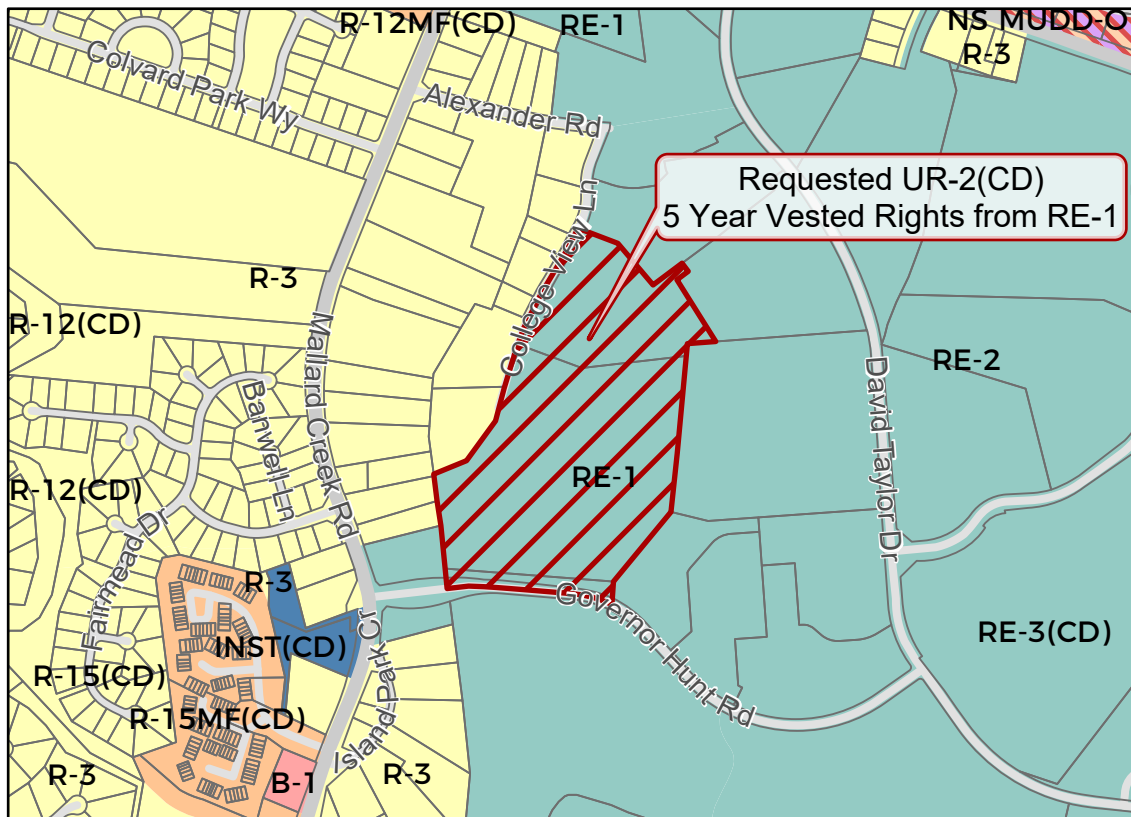 R-12MF(CD)
RE-1
NS MUDD-O
R-3
Colvard Park Wy
Alexander Rd
Requested UR-2(CD)
5 Year Vested Rights from RE-1
College View Ln
R-3
R-12(CD)
Mallard Creek Rd
Banwell Ln
David Taylor Dr
RE-2
RE-1
R-12(CD)
Fairmead Dr
R-3
Governor Hunt Rd
INST(CD)
RE-3(CD)
R-15(CD)
R-15MF(CD)
Island Park Cr
R-3
B-1
R-3